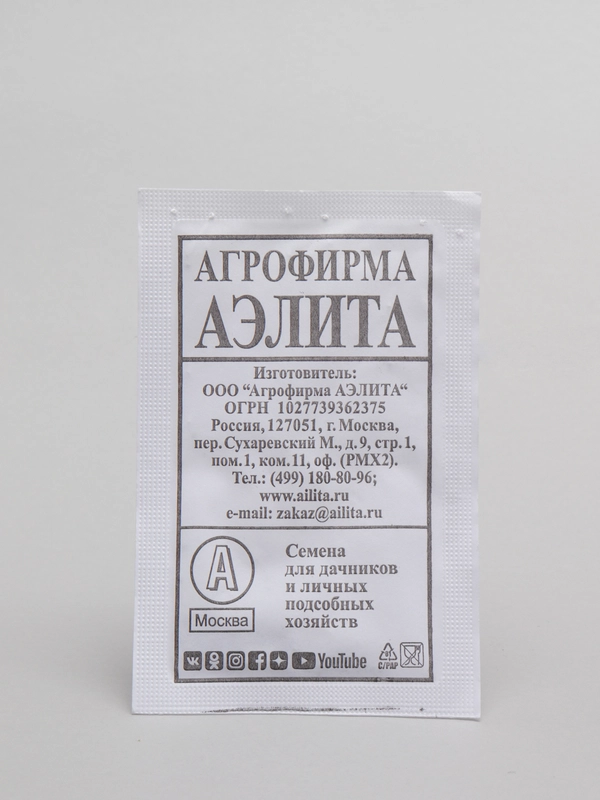 АГРОФИРМА
АЭЛИТА
Изготовитель:
ООО “Агрофирма АЭЛИТА“
ОГРН 1027739362375
Россия, 127051, г. Москва,
пер. Сухаревский М., д. 9, стр. 1,
пом. 1, ком. 11, оф. (РМХ2).
Тел.: (499) 180-80-96;
www.ailita.ru
e-mail: zakaz@ailita.ru
А
Москва
Семена
для дачников
и личных
подсобных
хозяйств
YouTube
C/PAP